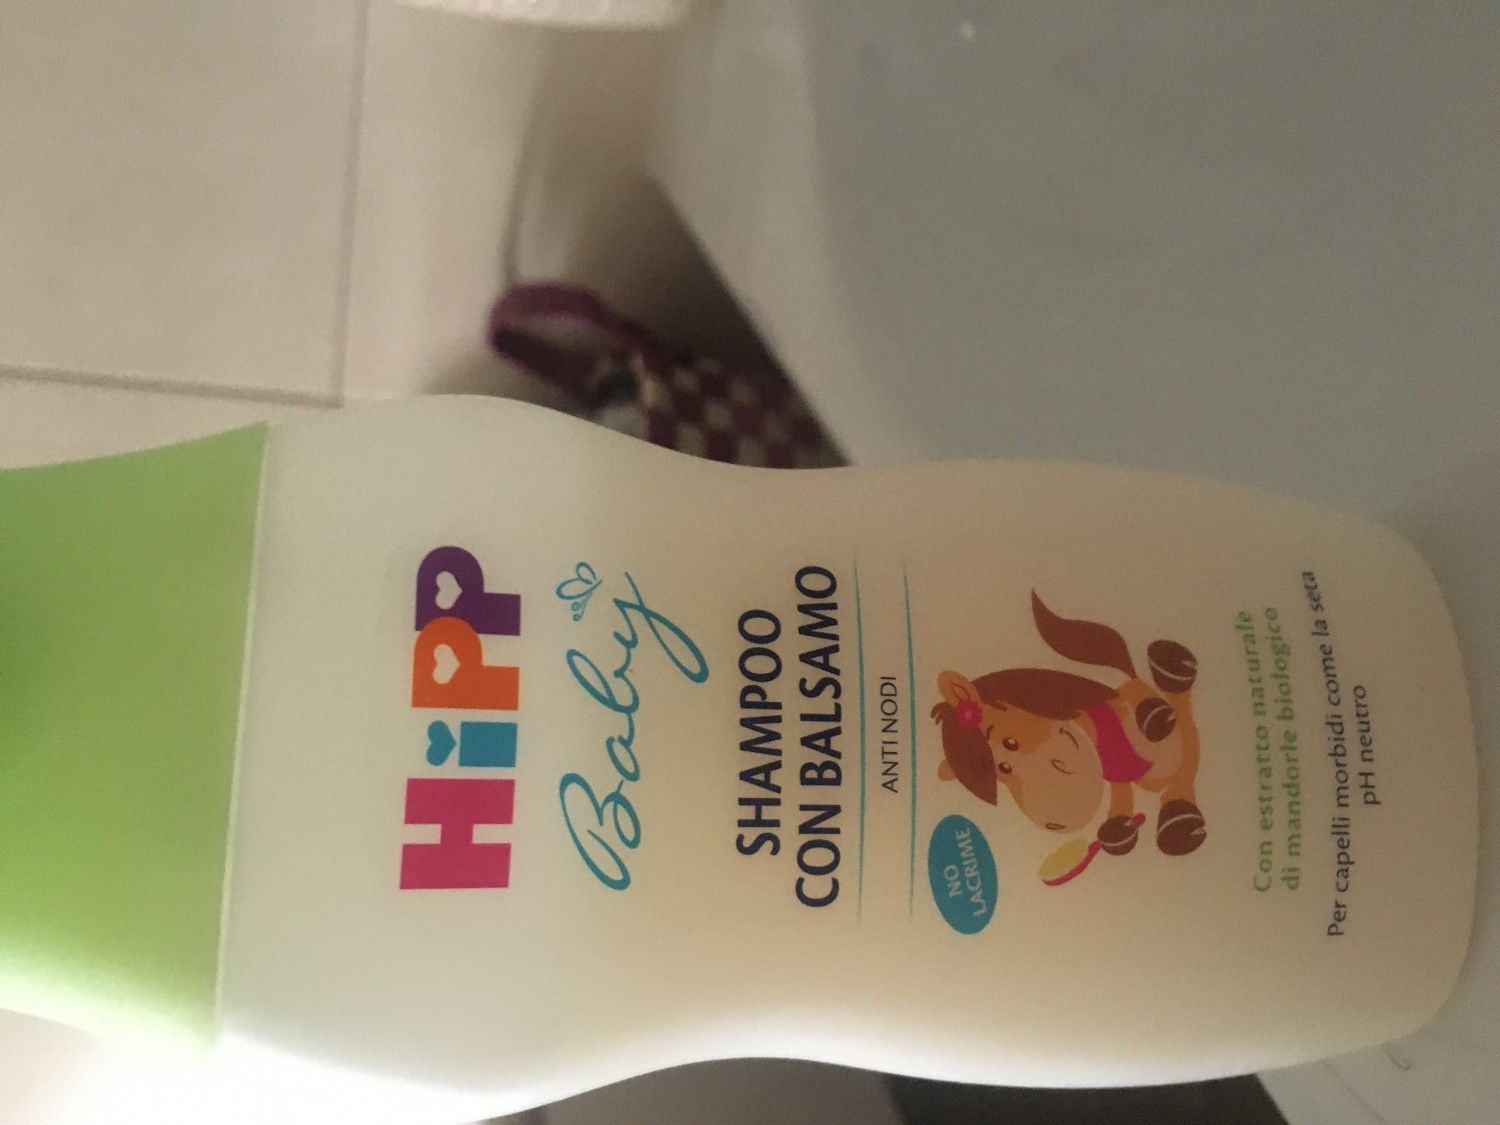 HiPP
Baby
SHAMPOO
CON BALSAMO
ANTI NODI
NO
LACRIME
Con estratto naturale
di mandorle biologico
Per capelli morbidi come la seta
pH neutro